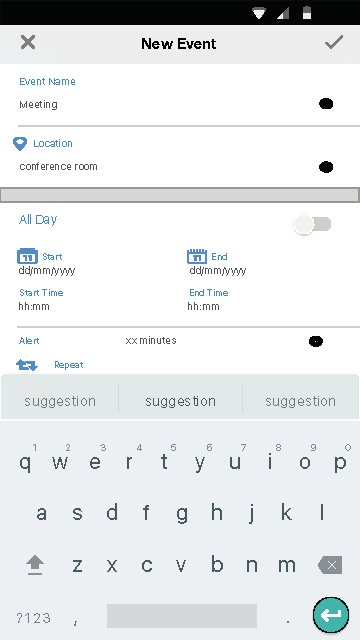 New Event
Event Name
Meeting
Location
conference room
All Day
Start End
dd/mm/yyyy dd/mm/yyyy
Start Time End Time
hh:mm hh:mm
Alert xx minutes
Repeat
suggestion suggestion suggestion
1 2 3 4 5 6 7 8 9 0
q w e r t y u i o p
a s d f g h j k l
z x c v b n m
?123 , .